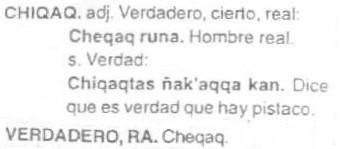 CHIQAQ. adj. Verdadero, cierto, real:
Cheqaq runa. Hombre real.
s. Verdad:
Chiqaqtas ñak'aqqa kan. Dice
que es verdad que hay pistaco.
VERDADERO, RA. Cheqaq.